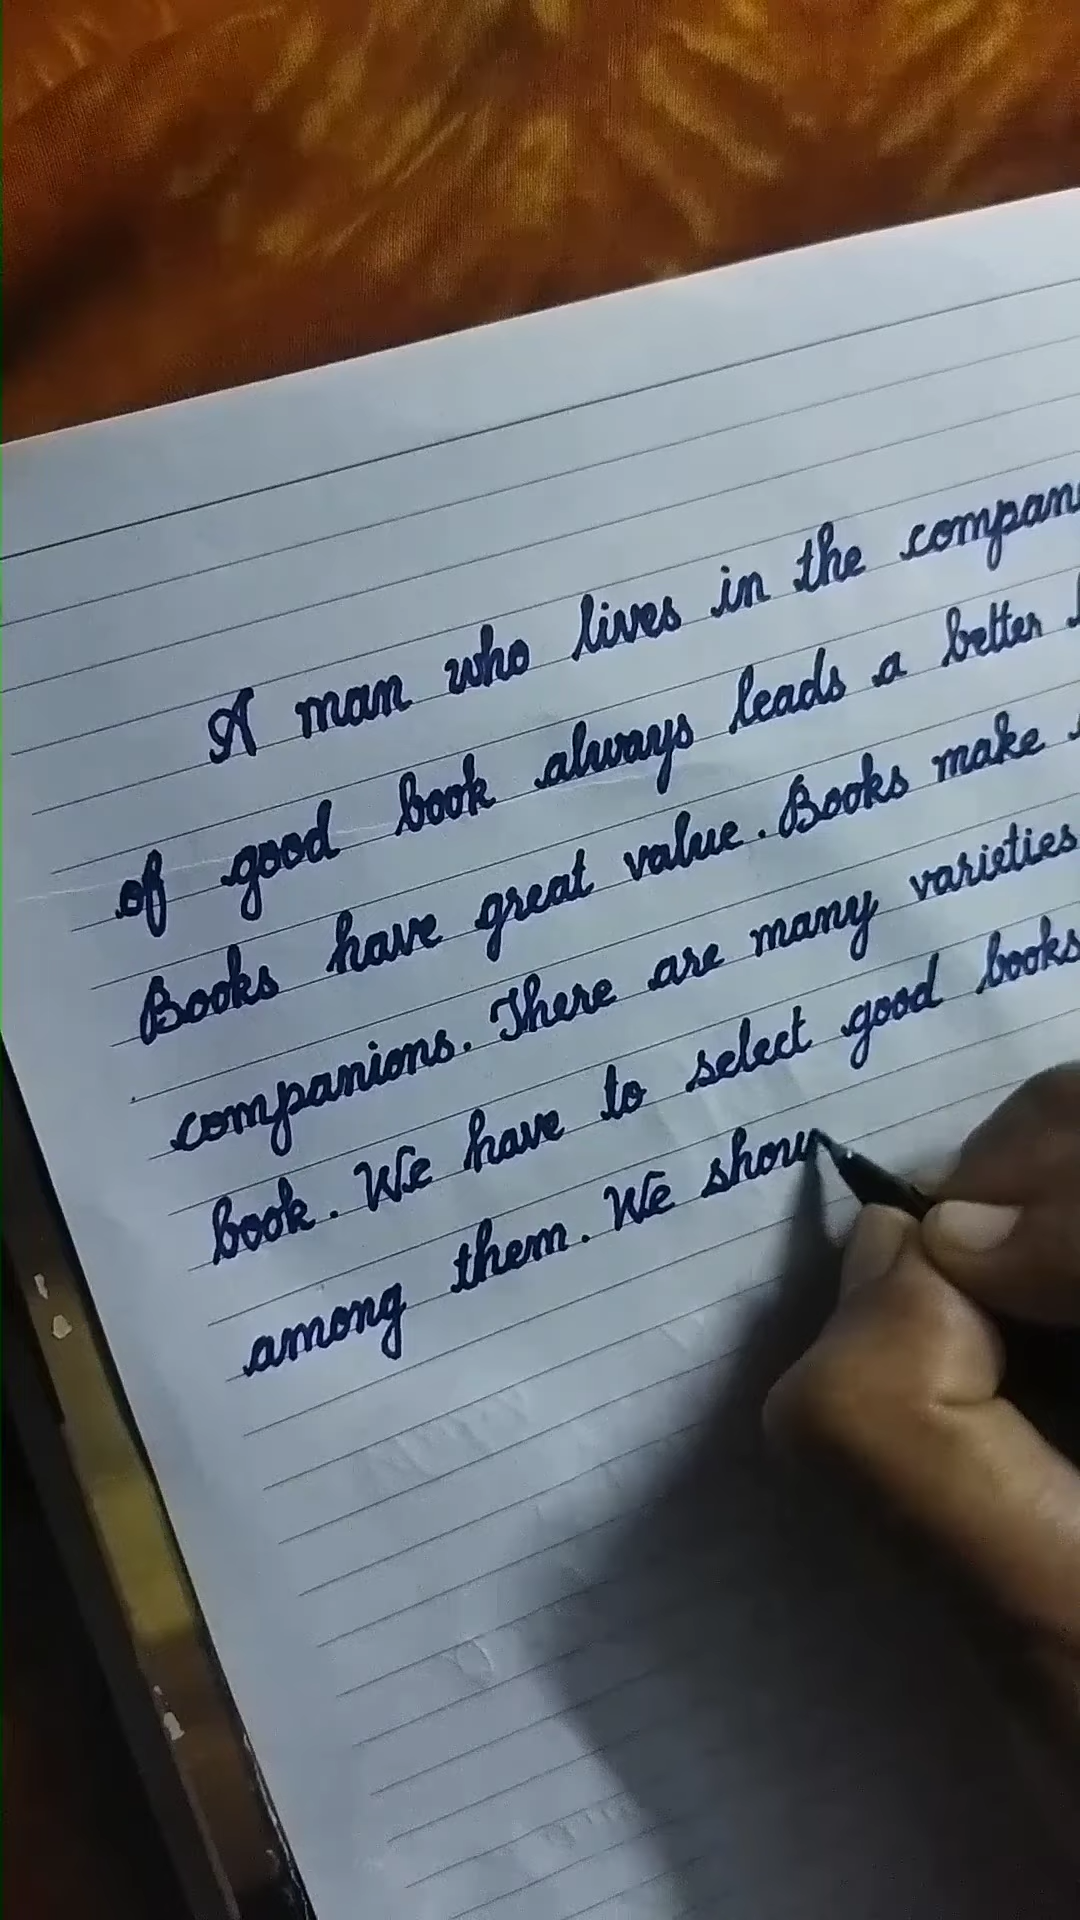 A man who lives in the compan
of good book always leads a better
Books have great value. Books make
companions. There are many varieties
book. We have to select good books
among them. We shou